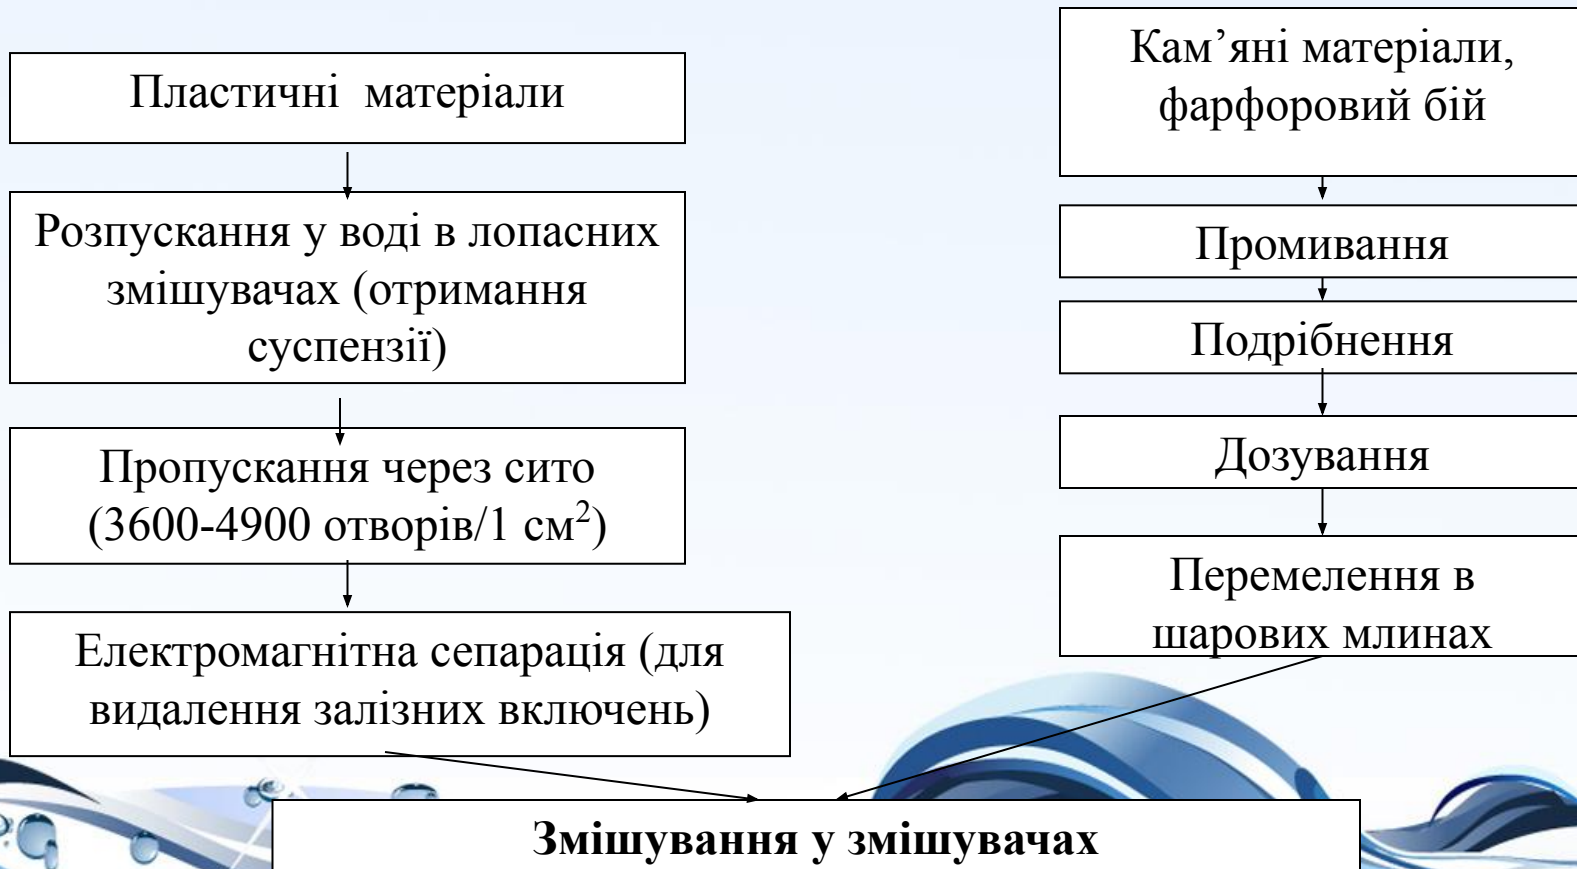 Пластичні матеріали
Розпускання у воді в лопасних
змішувачах (отримання
суспензії)
Пропускання через сито
(3600-4900 отворів/1 см²)
Електромагнітна сепарація (для
видалення залізних включень)
Кам’яні матеріали,
фарфоровий бій
Промивання
Подрібнення
Дозування
Перемелення в
шарових млинах
Змішування у змішувачах